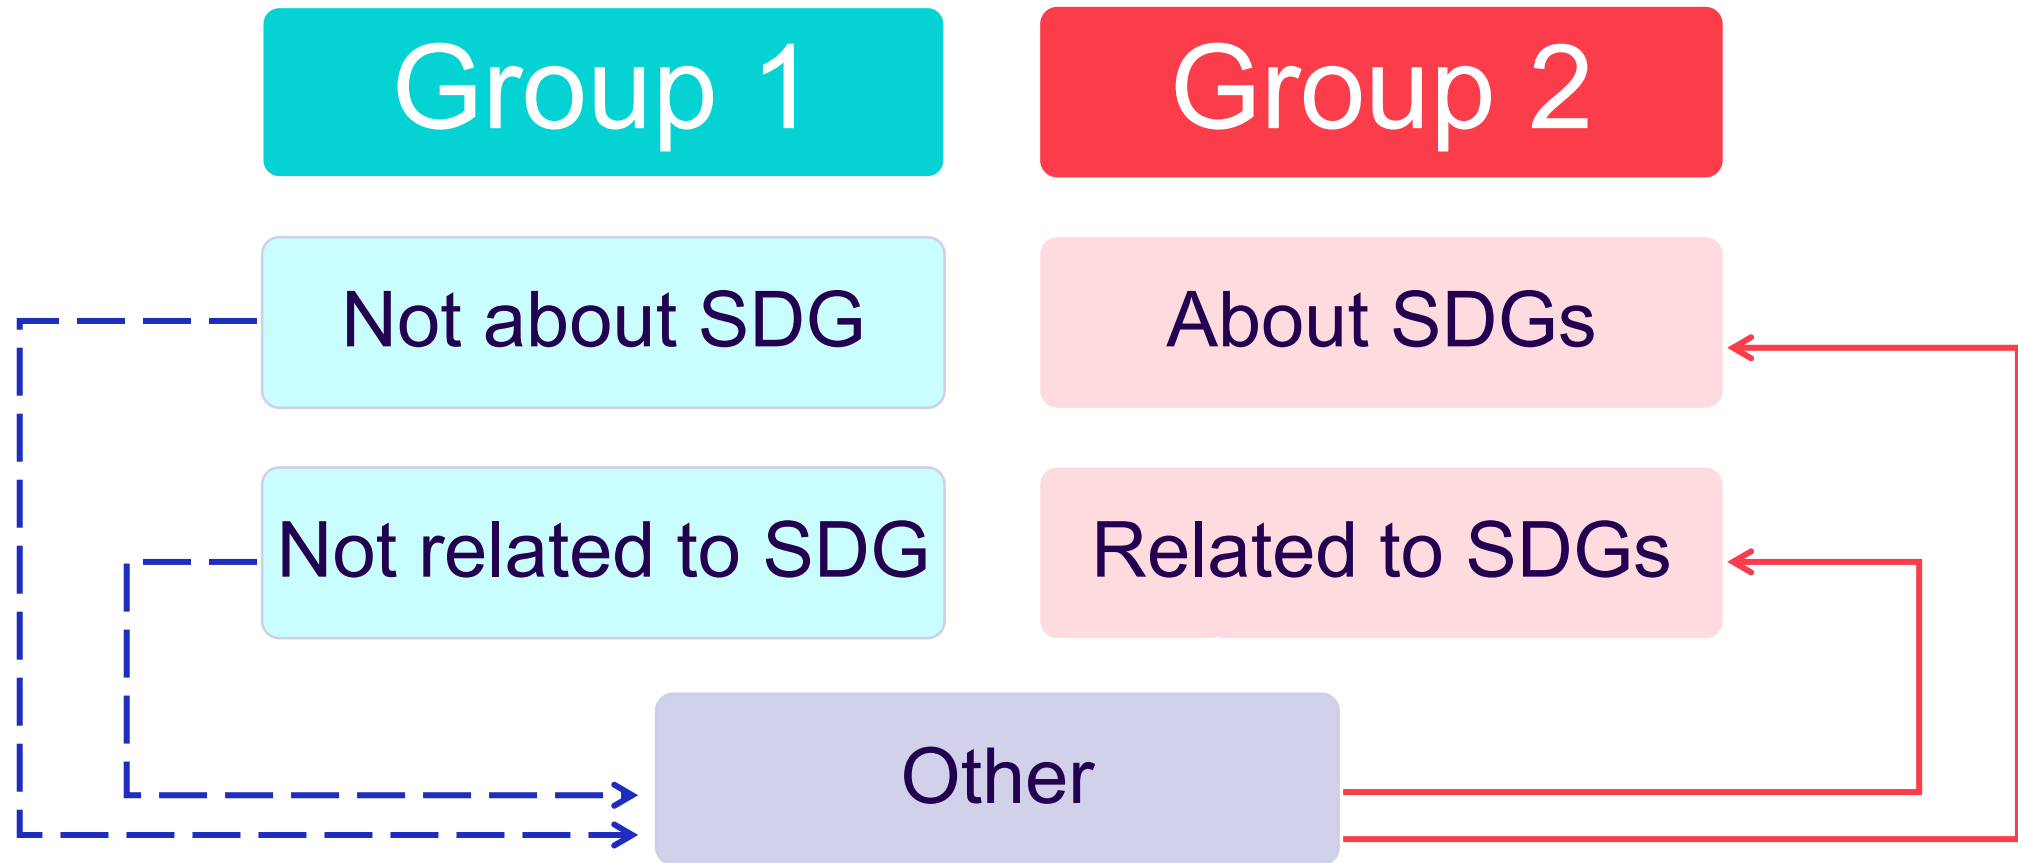 Group 1
Group 2
Not about SDG
About SDGs
Not related to SDG
Related to SDGs
Other